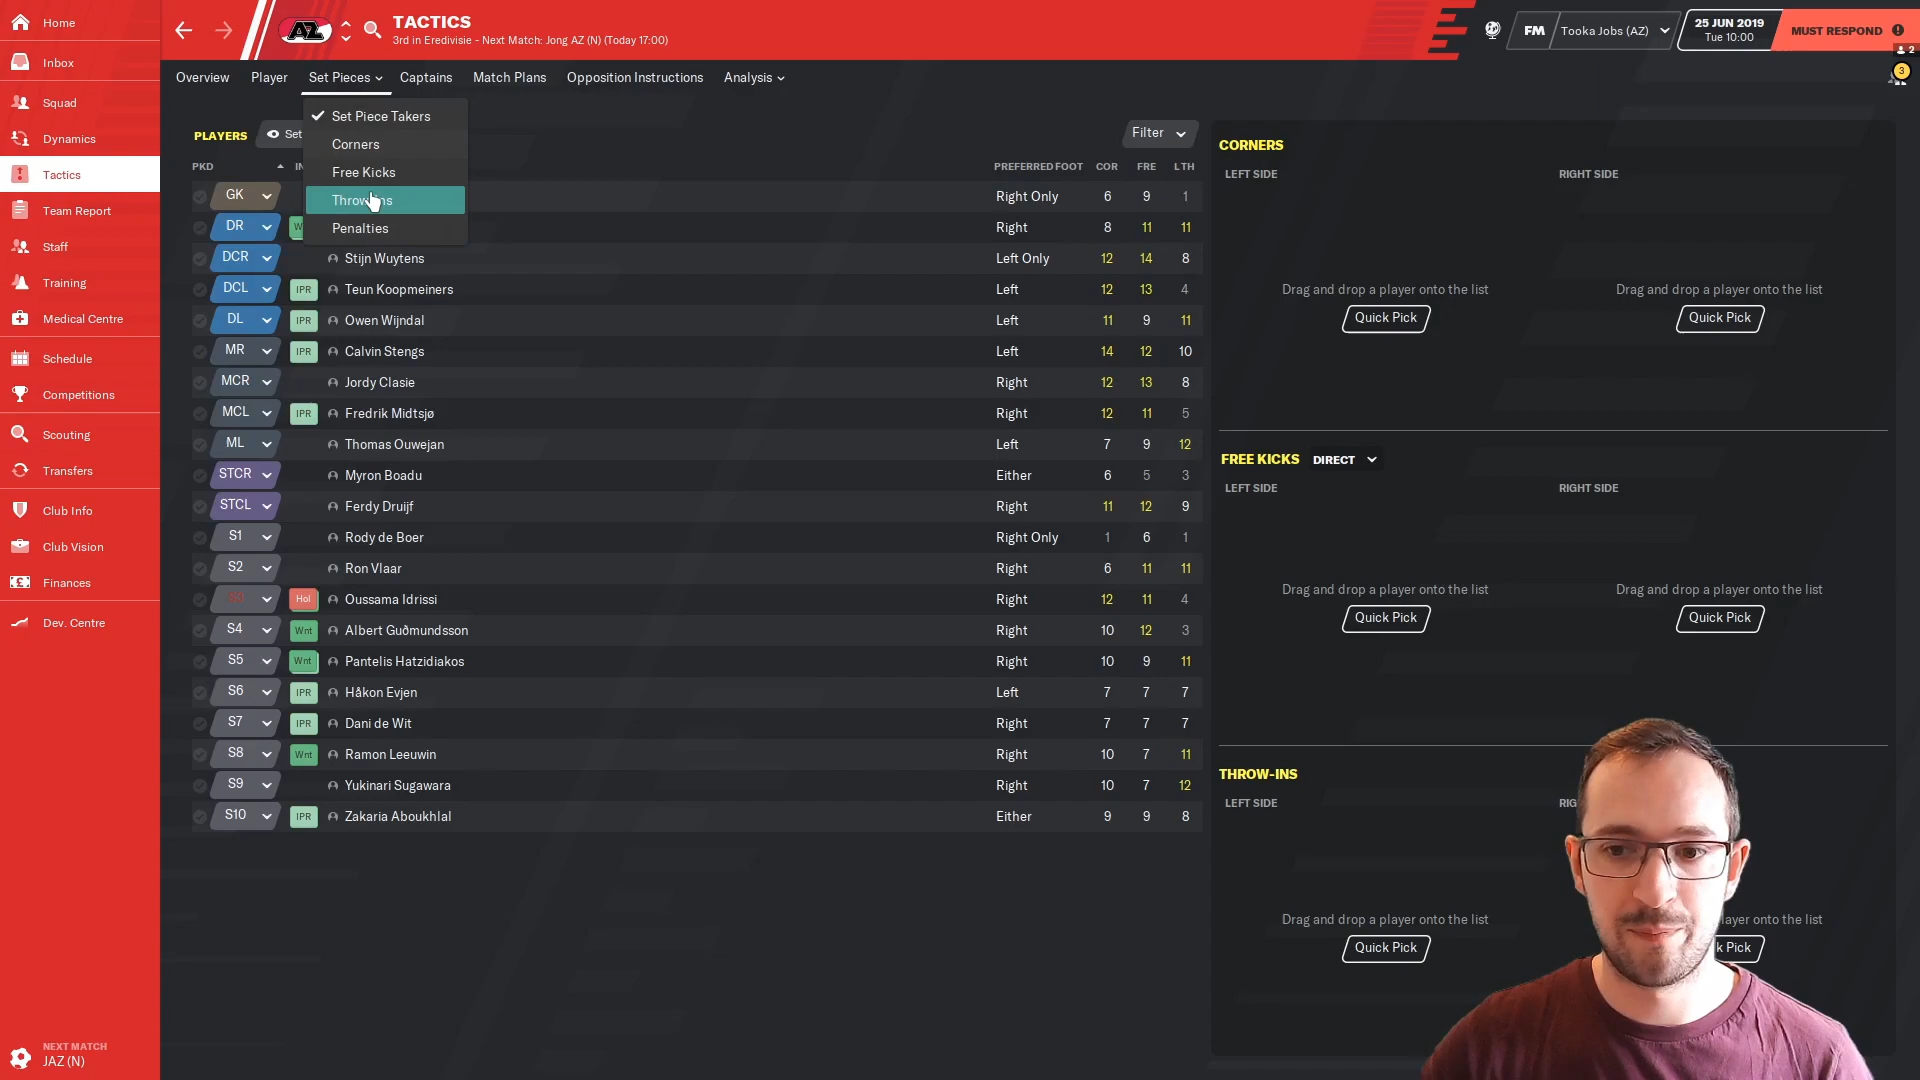 Home
Inbox
Squad
Dynamics
Tactics
Team Report
Staff
Training
Medical Centre
Schedule
Competitions
Scouting
Transfers
Club Info
Club Vision
Finances
Dev. Centre
NEXT MATCH
JAZ (N)
AZ
TACTICS
3rd in Eredivisie - Next Match: Jong AZ (N) (Today 17:00)
FM Tooka Jobs (AZ)
25 JUN 2019
Tue 10:00
MUST RESPOND
2
3
Overview Player Set Pieces Captains Match Plans Opposition Instructions Analysis
Set Piece Takers
Corners
Free Kicks
Penalties
PLAYERS Set Filter
PKD PREFERRED FOOT COR FRE LTH
GK Right Only 6 9 1
DR Right 8 11 11
DCR Stijn Wuytens Left Only 12 14 8
DCL IPR Teun Koopmeiners Left 12 13 4
DL IPR Owen Wijndal Left 11 9 11
MR IPR Calvin Stengs Left 14 12 10
MCR Jordy Clasie Right 12 13 8
MCL IPR Fredrik Midtsjø Right 12 11 5
ML Thomas Ouwejan Left 7 9 12
STCR Myron Boadu Either 6 5 3
STCL Ferdy Druijf Right 11 12 9
S1 Rody de Boer Right Only 1 6 1
S2 Ron Vlaar Right 6 11 11
Hol Oussama Idrissi Right 12 11 4
S4 Wnt Albert Guðmundsson Right 10 12 3
S5 Wnt Pantelis Hatzidiakos Right 10 9 11
S6 IPR Håkon Evjen Left 7 7 7
S7 IPR Dani de Wit Right 7 7 7
S8 Wnt Ramon Leeuwin Right 10 7 11
S9 Yukinari Sugawara Right 10 7 12
S10 IPR Zakaria Aboukhlal Either 9 9 8
CORNERS
LEFT SIDE RIGHT SIDE
Drag and drop a player onto the list Drag and drop a player onto the list
Quick Pick Quick Pick
FREE KICKS DIRECT
LEFT SIDE RIGHT SIDE
Drag and drop a player onto the list Drag and drop a player onto the list
Quick Pick Quick Pick
THROW-INS
LEFT SIDE RIG
Drag and drop a player onto the list layer onto the list
Quick Pick k Pick